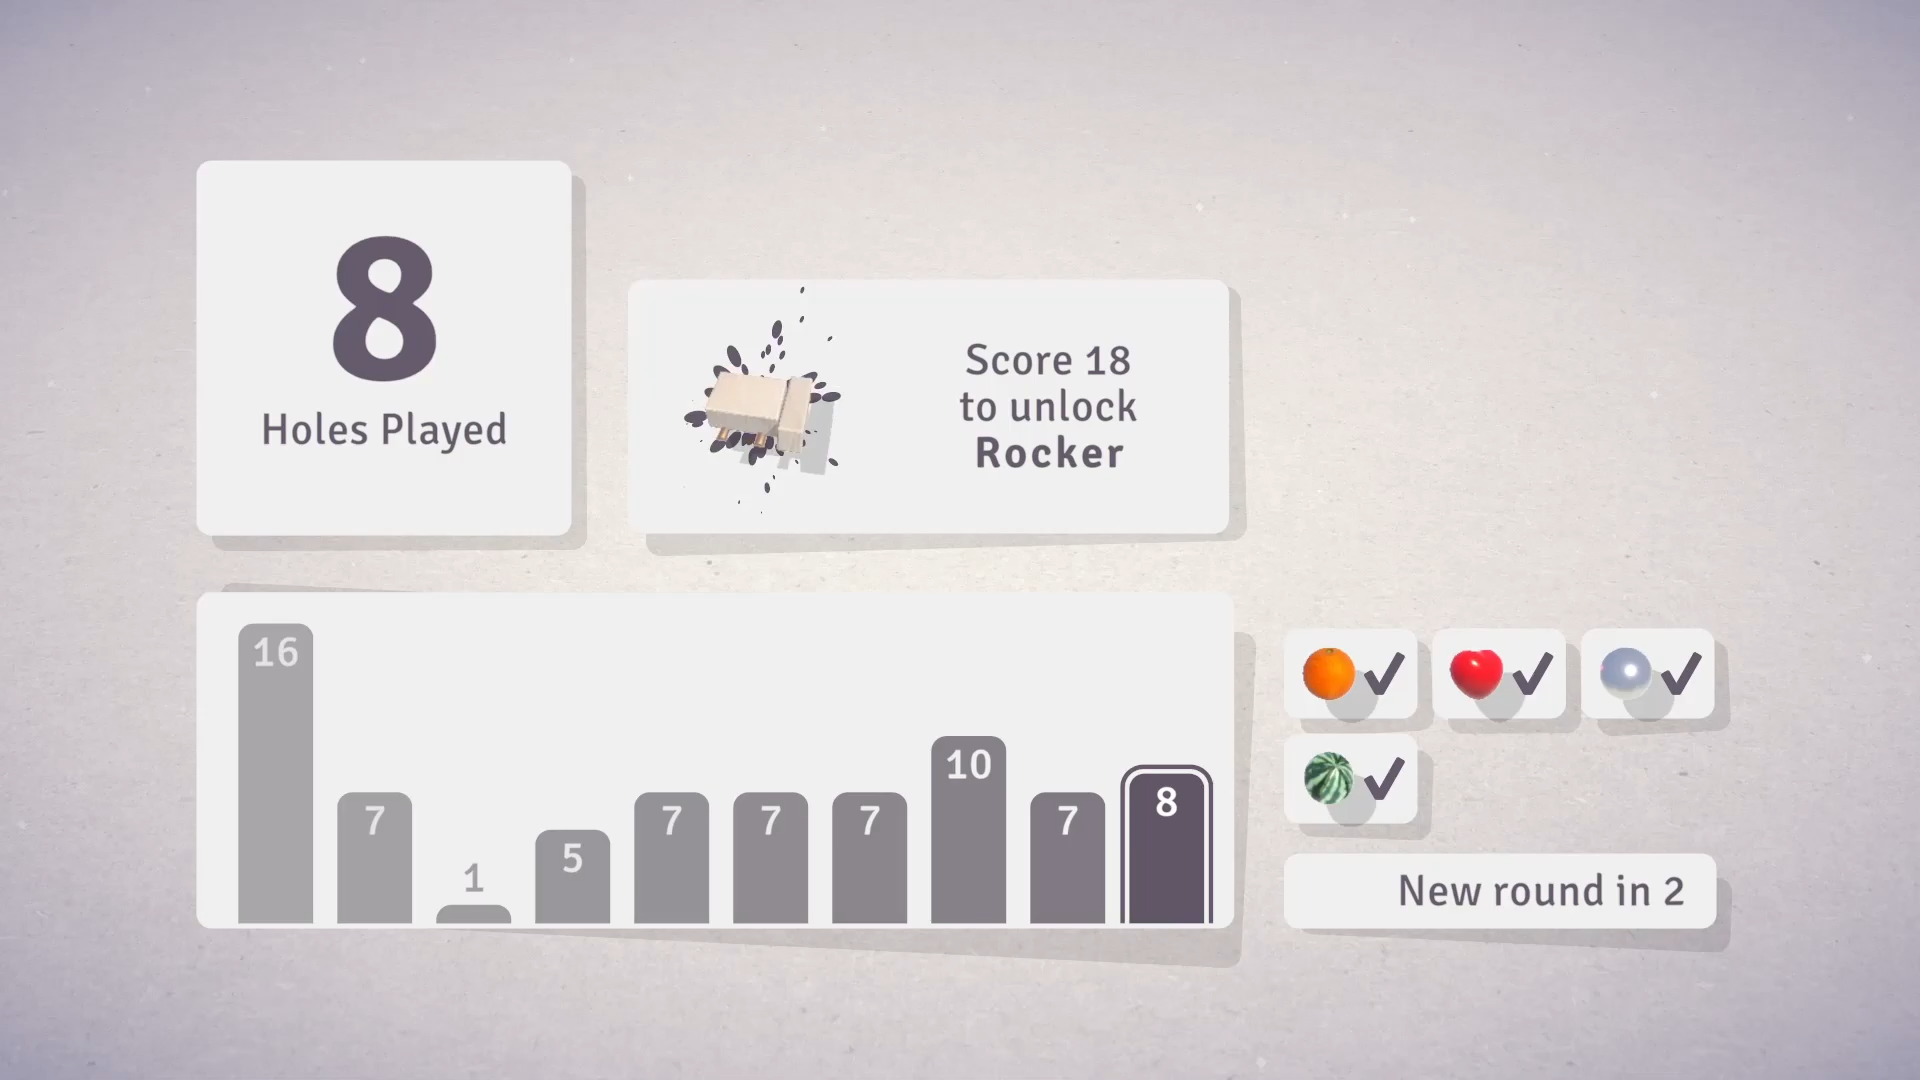 8
Holes Played
Score 18
to unlock
Rocker
16
7
1
5
7
7
7
10
7
8
New round in 2